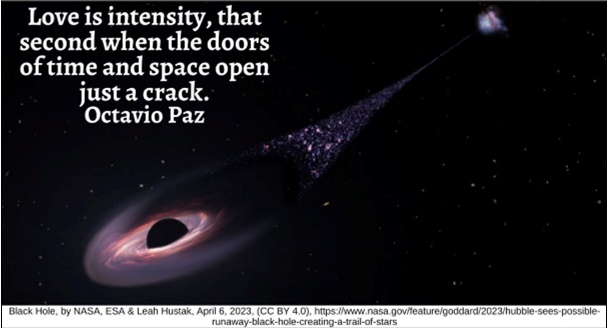 Love is intensity, that
second when the doors
of time and space open
just a crack.
Octavio Paz
Black Hole, by NASA, ESA & Leah Hustak, April 6, 2023, (CC BY 4.0), https://www.nasa.gov/feature/goddard/2023/hubble-sees-possible-
runaway-black-hole-creating-a-trail-of-stars